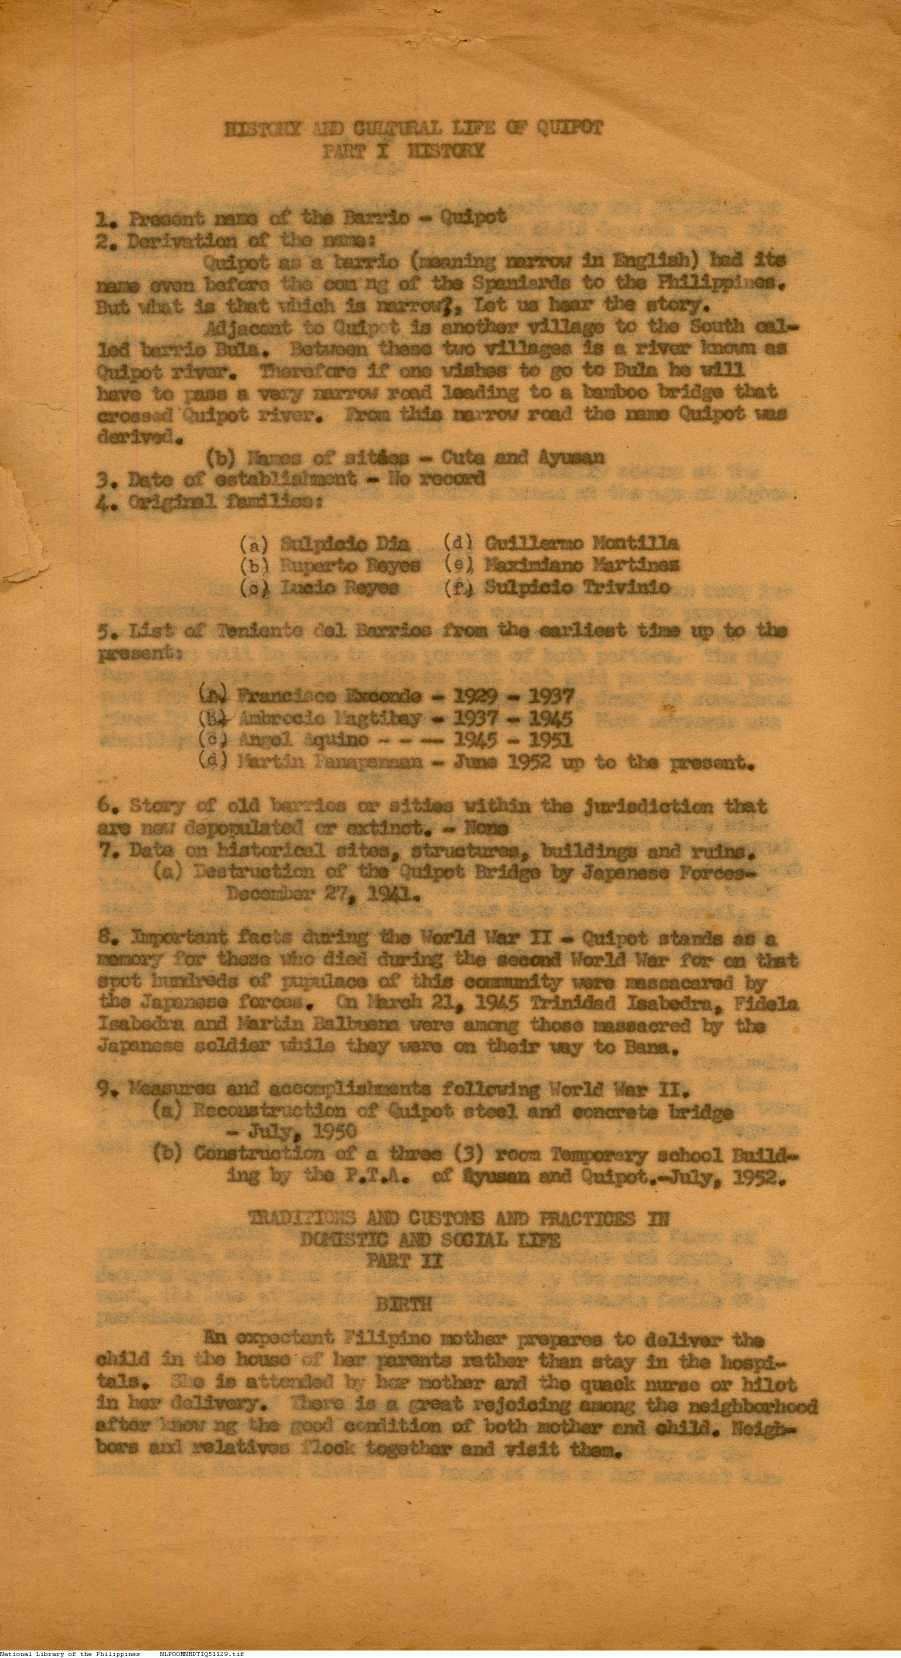 HISTORY AND CULTURAL LIFE OF QUIPOT
PART I HISTORY
1. Present name of the Barrio - Quipot
2. Derivation of the name:
Quipot as a barrio (meaning narrow in English) had its
name even before the com ng of the Spaniards to the Philippines.
But what is that which is narrow?, Let us hear the story.
Adjacent to Quipot is another village to the South cal-
led barrio Bula. Between these two villages is a river known as
Quipot river. Therefore if one wishes to go to Bula he will
have to pass a very narrow road leading to a bamboo bridge that
crossed Quipot river. From this narrow road the name Quipot was
derived.
(b) Names of sitios - Cuta and Ayusan
3. Date of establishment - No record
4. Original families:
(a) Sulpicio Dia (d) Guillermo Montilla
(b) Ruperto Reyes (e) Maximiano Martinez
(c) Lucio Reyes (f) Sulpicio Trivinio
5. List of Teniente del Barrios from the earliest time up to the
present:
(A) Francisco Exconde - 1929 - 1937
(B) Ambrocio Magtibay - 1937 - 1945
(c) Angel Aquino - - -- 1945 - 1951
(d) Martin Panapanaan - June 1952 up to the present.
6. Story of old barrios or sitios within the jurisdiction that
are now depopulated or extinct. - None
7. Date on historical sites, structures, buildings and ruins.
(a) Destruction of the Quipot Bridge by Japanese Forces-
December 27, 1941.
8. Important facts during the World War II - Quipot stands as a
memory for those who died during the second World War for on that
spot hundreds of pupulace of this community were massacared by
the Japanese forces. On March 21, 1945 Trinidad Isabedra, Fidela
Isabedra and Martin Balbuena were among those massacred by the
Japanese soldier while they were on their way to Bana.
9. Measures and accomplishments following World War II.
(a) Reconstruction of Quipot steel and concrete bridge
- July, 1950
(b) Construction of a three (3) room Temporery school Build-
ing by the P.T.A. of Ayusan and Quipot.-July, 1952.
TRADITIONS AND CUSTOMS AND PRACTICES IN
DOMISTIC AND SOCIAL LIFE
PART II
BIRTH
An expectant Filipino mother prepares to deliver the
child in the house of her parents rather than stay in the hospi-
tals. She is attended by her mother and the quack nurse or hilot
in her delivery. There is a great rejoicing among the neighborhood
after know ng the good condition of both mother and child. Neigh-
bors and relatives flock together and visit them.
National Library of the Philippines NLPOOMNHDTIQ51129.tif